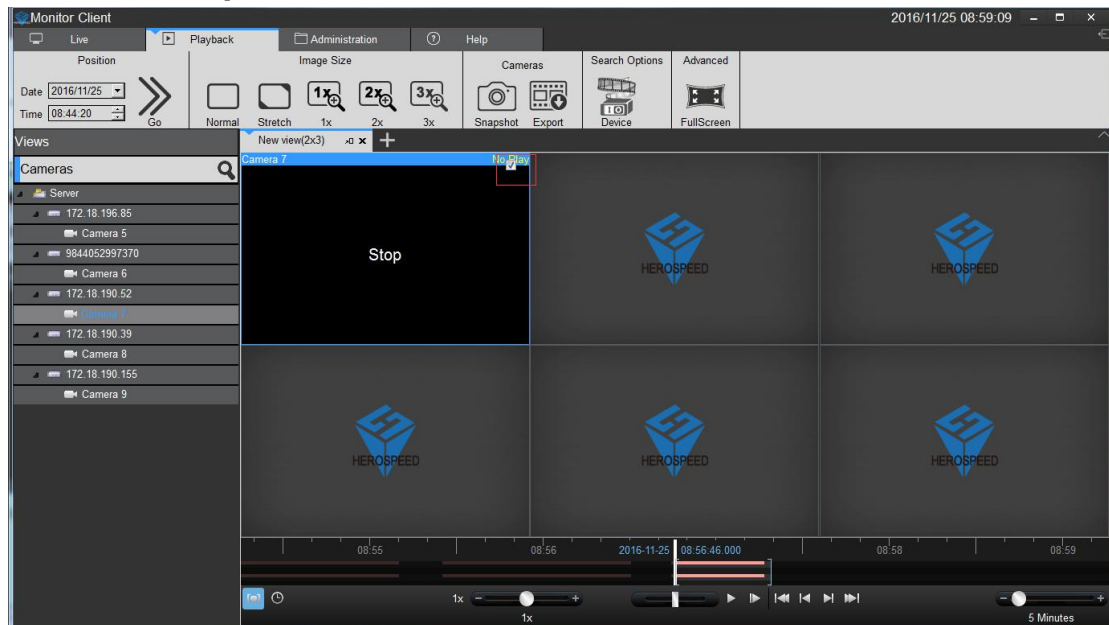 Monitor Client
2016/11/25 08:59:09
Live
Playback
Administration
Help
Position
Image Size
Cameras
Search Options
Advanced
Date 2016/11/25
Time 08:44:20
Go
Normal
Stretch
1x
1x
2x
2x
3x
3x
Snapshot
Export
Device
FullScreen
Views
New view(2x3)
Cameras
Camera 7
No Play
Server
172.18.196.85
Camera 5
9844052997370
Camera 6
172.18.190.52
Camera 7
172.18.190.39
Camera 8
172.18.190.155
Camera 9
Stop
HEROSPEED
HEROSPEED
HEROSPEED
HEROSPEED
HEROSPEED
08:55
08:56
2016-11-25 08:56:46.000
08:58
08:59
1x
1x
5 Minutes